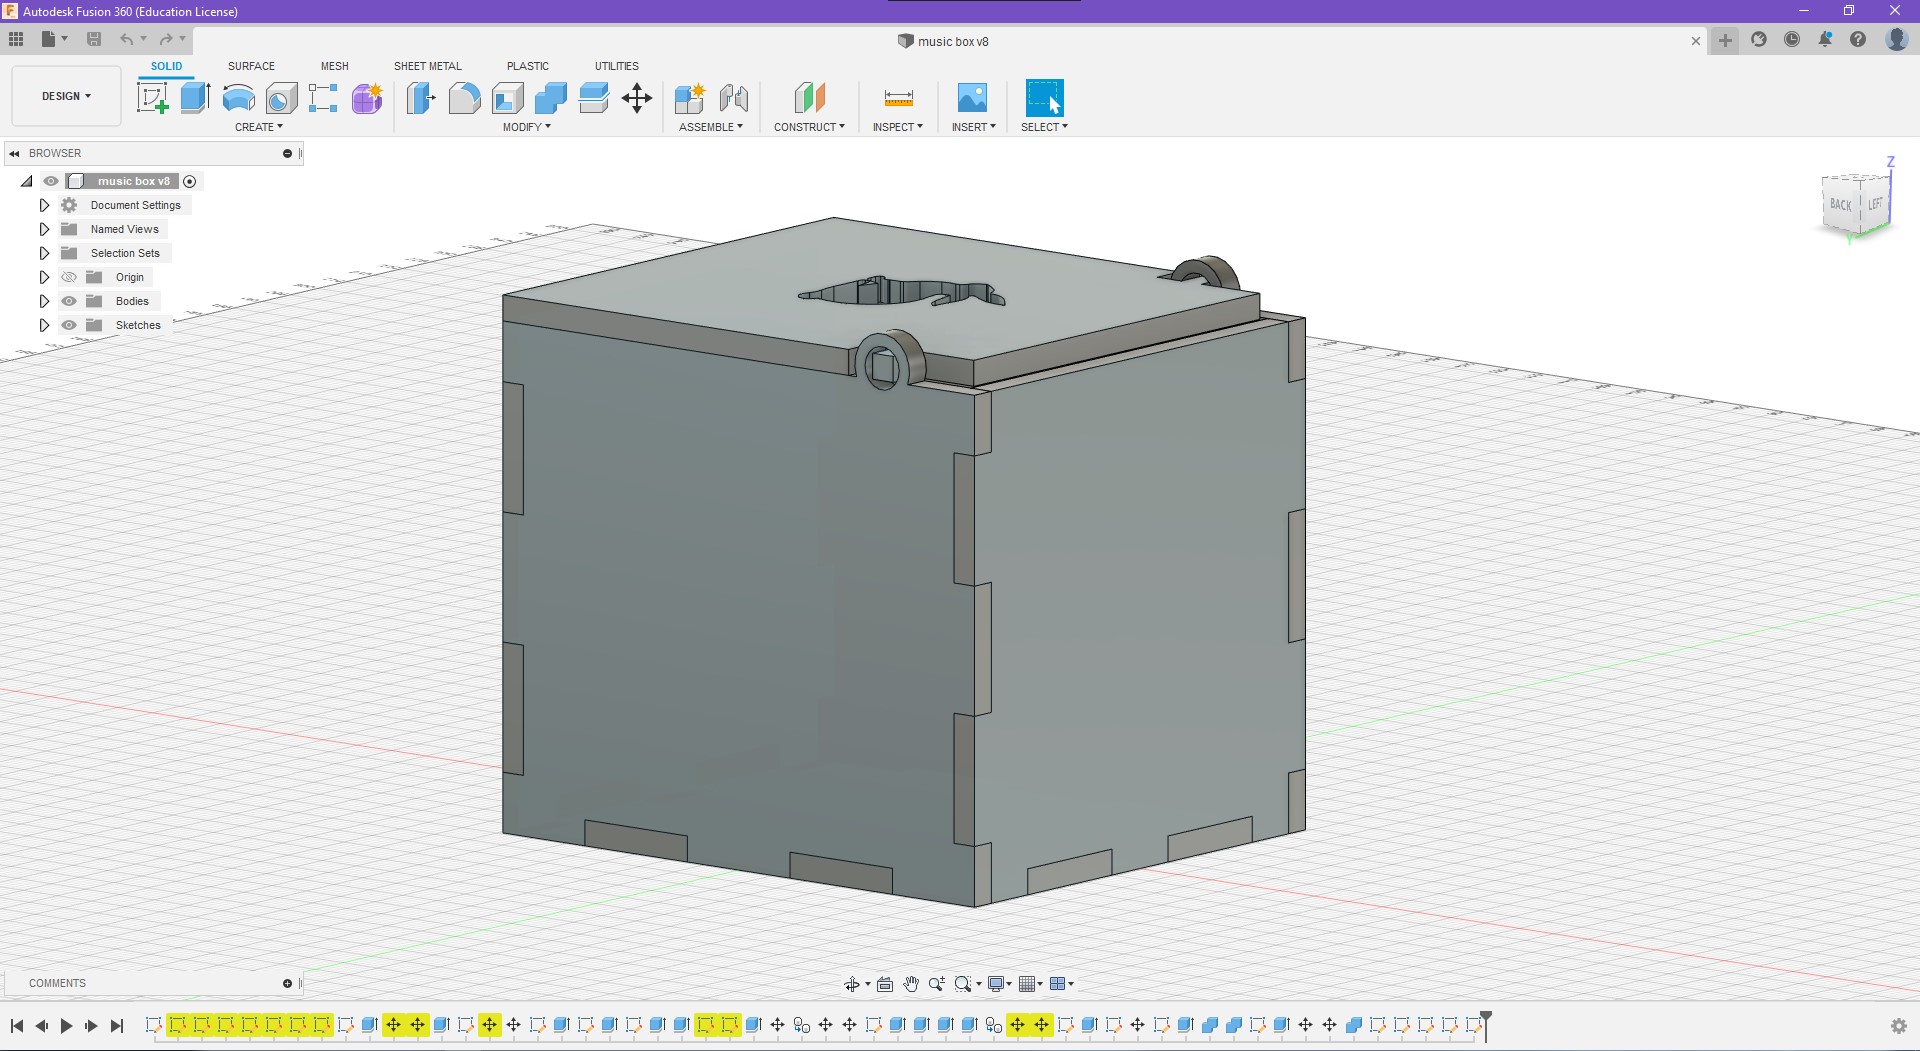 Autodesk Fusion 360 (Education License)
music box v8
SOLID SURFACE MESH SHEET METAL PLASTIC UTILITIES
DESIGN
CREATE MODIFY ASSEMBLE CONSTRUCT INSPECT INSERT SELECT
BROWSER
music box v8
Document Settings
Named Views
Selection Sets
Origin
Bodies
Sketches
Z
BACK LEFT
Y
COMMENTS